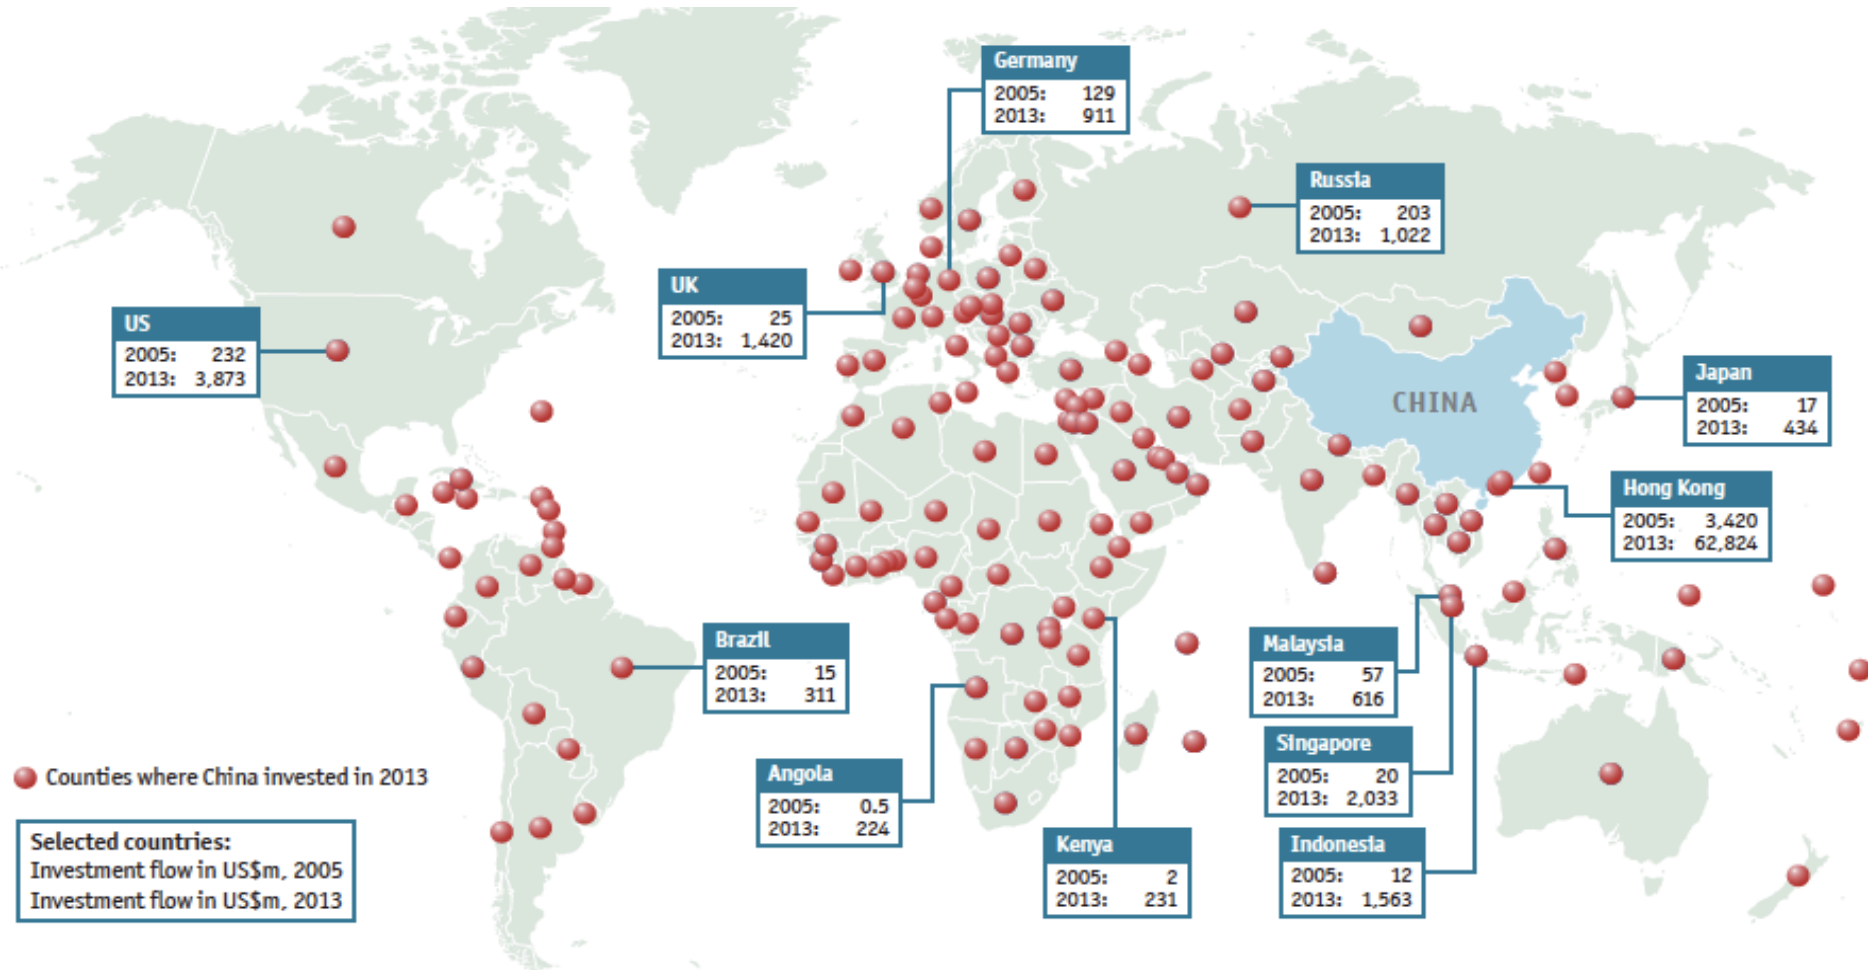 Germany
2005: 129
2013: 911
Russia
2005: 203
2013: 1,022
UK
2005: 25
2013: 1,420
US
2005: 232
2013: 3,873
CHINA
Japan
2005: 17
2013: 434
Hong Kong
2005: 3,420
2013: 62,824
Brazil
2005: 15
2013: 311
Malaysia
2005: 57
2013: 616
Angola
2005: 0.5
2013: 224
Singapore
2005: 20
2013: 2,033
Kenya
2005: 2
2013: 231
Indonesia
2005: 12
2013: 1,563
Counties where China invested in 2013
Selected countries:
Investment flow in US$m, 2005
Investment flow in US$m, 2013